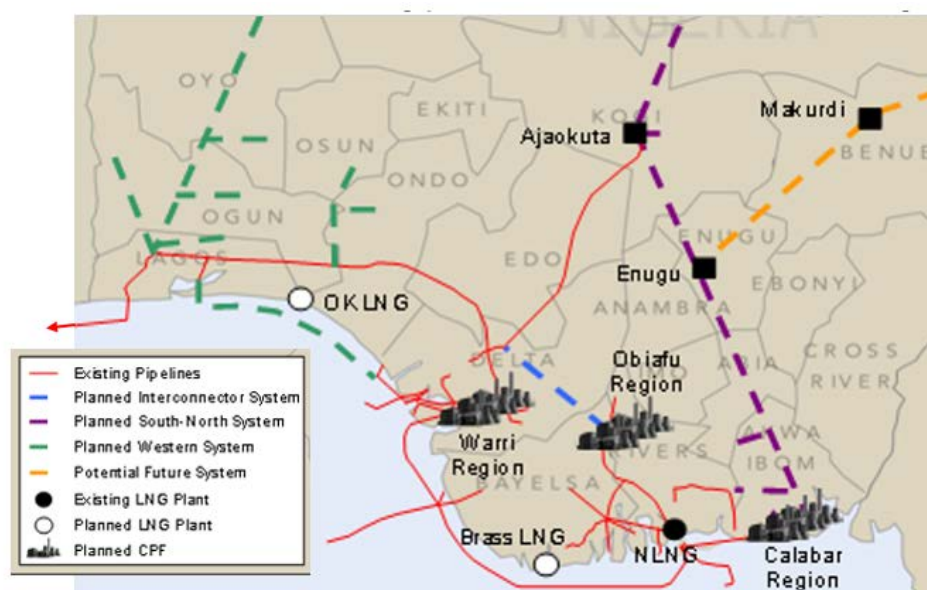 NIGERIA
OYO
EKITI
KOGI
Makurdi
Ajaokuta
OSUN
BENUE
ONDO
OGUN
ENUGU
LAGOS
EDO
Enugu
EBONYI
OKLNG
ANAMBRA
DELTA
Obiafu
Region
ABIA
CROSS
RIVER
IMO
Warri
Region
RIVERS
AKWA
IBOM
BAYELSA
Brass LNG
NLNG
Calabar
Region
Existing Pipelines
Planned Interconnector System
Planned South-North System
Planned Western System
Potential Future System
Existing LNG Plant
Planned LNG Plant
Planned CPF